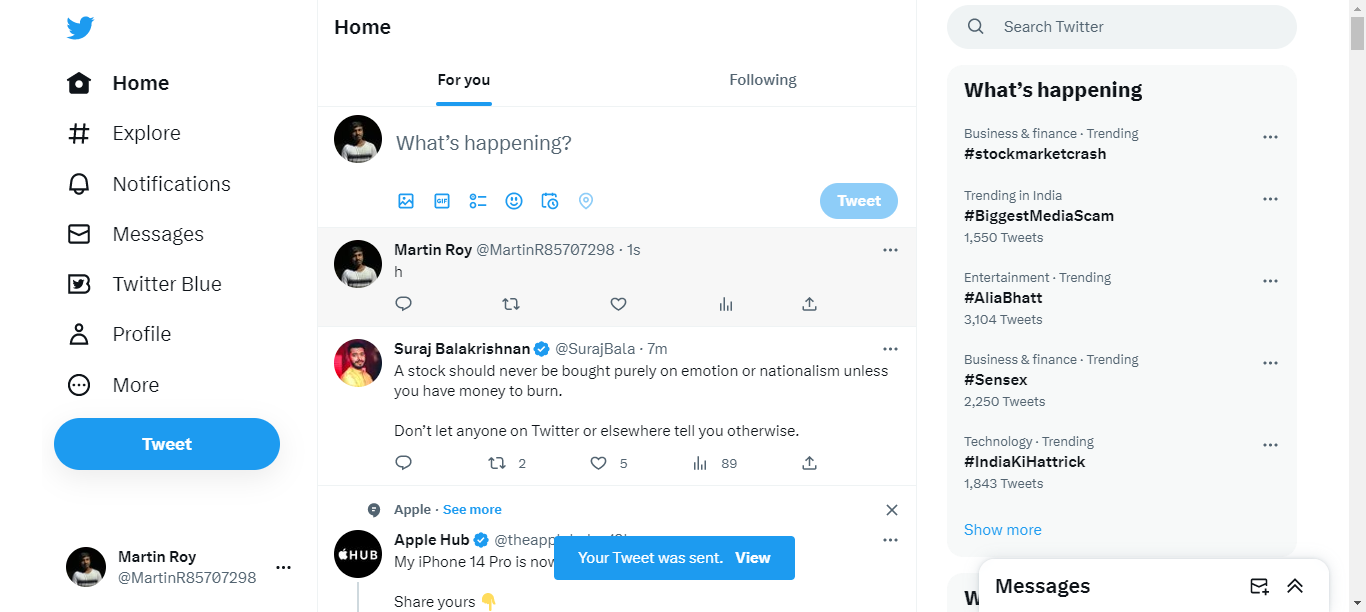 Home
Explore
Notifications
Messages
Twitter Blue
Profile
More
Tweet
Martin Roy
@MartinR85707298
Home
For you
Following
What’s happening?
GIF
Tweet
Martin Roy @MartinR85707298 · 1s
h
Suraj Balakrishnan @SurajBala · 7m
A stock should never be bought purely on emotion or nationalism unless
you have money to burn.
Don’t let anyone on Twitter or elsewhere tell you otherwise.
2
5
89
Apple · See more
HUB
Apple Hub
My iPhone 14 Pro is now
Share yours 👇
Your Tweet was sent. View
Search Twitter
What’s happening
Business & finance · Trending
#stockmarketcrash
Trending in India
#BiggestMediaScam
1,550 Tweets
Entertainment · Trending
#AliaBhatt
3,104 Tweets
Business & finance · Trending
#Sensex
2,250 Tweets
Technology · Trending
#IndiaKiHattrick
1,843 Tweets
Show more
Messages